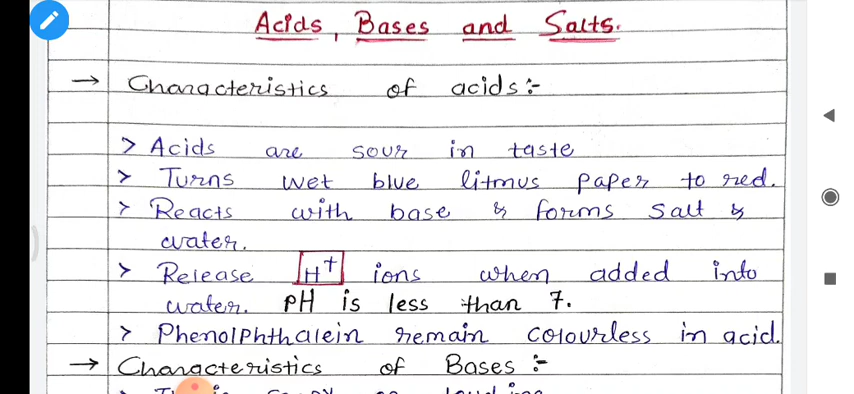 Acids, Bases and Salts.
→ Characteristics of acids:-
> Acids are sour in taste
> Turns wet blue litmus paper to red.
> Reacts with base & forms salt &
water.
> Release H+ ions when added into
water. pH is less than 7.
> Phenolphthalein remain colourless in acid.
→ Characteristics of Bases :-